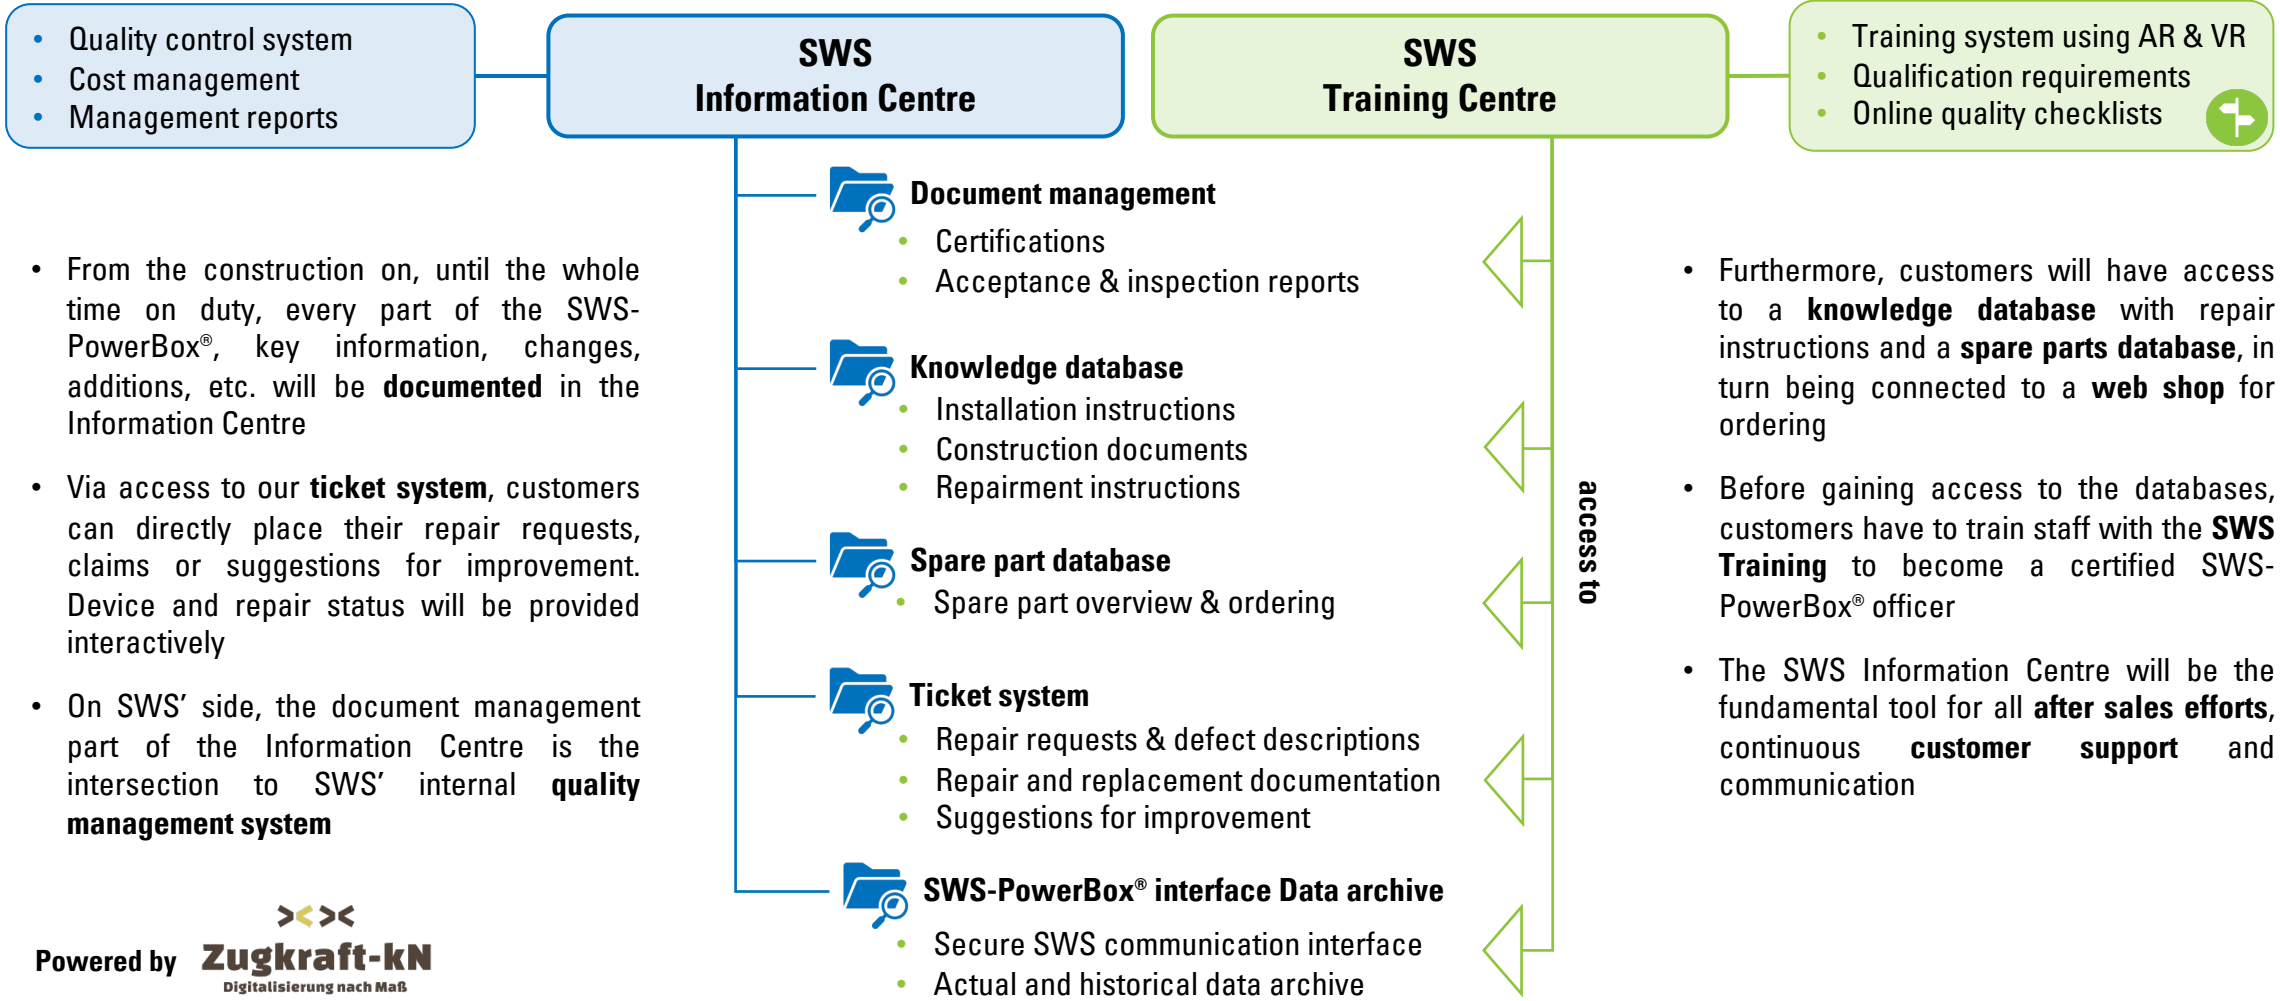 • Quality control system
• Cost management
• Management reports
SWS
Information Centre
SWS
Training Centre
• Training system using AR & VR
• Qualification requirements
• Online quality checklists
• From the construction on, until the whole
time on duty, every part of the SWS-
PowerBox®, key information, changes,
additions, etc. will be documented in the
Information Centre
• Via access to our ticket system, customers
can directly place their repair requests,
claims or suggestions for improvement.
Device and repair status will be provided
interactively
• On SWS’ side, the document management
part of the Information Centre is the
intersection to SWS’ internal quality
management system
Powered by
Zugkraft-kN
Digitalisierung nach Maß
Document management
• Certifications
• Acceptance & inspection reports
Knowledge database
• Installation instructions
• Construction documents
• Repairment instructions
Spare part database
• Spare part overview & ordering
Ticket system
• Repair requests & defect descriptions
• Repair and replacement documentation
• Suggestions for improvement
SWS-PowerBox® interface Data archive
• Secure SWS communication interface
• Actual and historical data archive
access to
• Furthermore, customers will have access
to a knowledge database with repair
instructions and a spare parts database, in
turn being connected to a web shop for
ordering
• Before gaining access to the databases,
customers have to train staff with the SWS
Training to become a certified SWS-
PowerBox® officer
• The SWS Information Centre will be the
fundamental tool for all after sales efforts,
continuous customer support and
communication